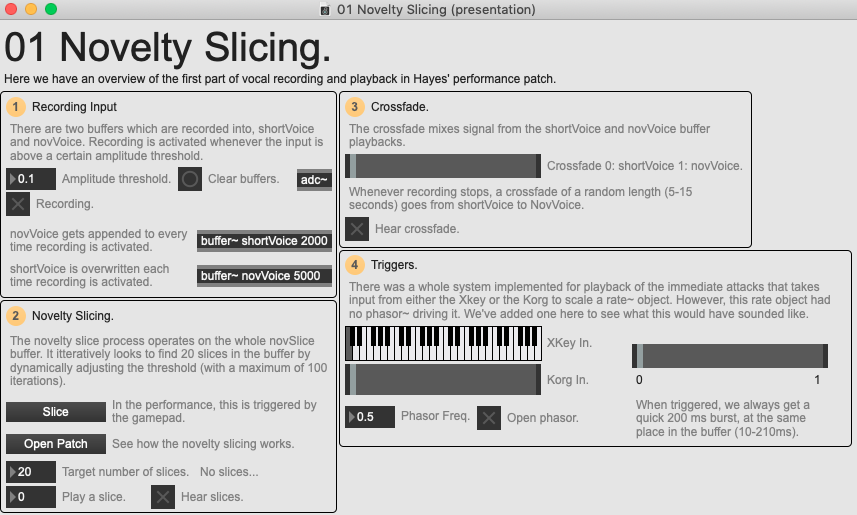 01 Novelty Slicing (presentation)
01 Novelty Slicing.
Here we have an overview of the first part of vocal recording and playback in Hayes' performance patch.
1 Recording Input
There are two buffers which are recorded into, shortVoice
and novVoice. Recording is activated whenever the input is
above a certain amplitude threshold.
0.1 Amplitude threshold. Clear buffers. adc~
Recording.
novVoice gets appended to every
time recording is activated.
buffer~ shortVoice 2000
shortVoice is overwritten each
time recording is activated.
buffer~ novVoice 5000
2 Novelty Slicing.
The novelty slice process operates on the whole novSlice
buffer. It itteratively looks to find 20 slices in the buffer by
dynamically adjusting the threshold (with a maximum of 100
iterations).
Slice
In the performance, this is triggered by
the gamepad.
Open Patch See how the novelty slicing works.
20 Target number of slices. No slices...
0 Play a slice. Hear slices.
3 Crossfade.
The crossfade mixes signal from the shortVoice and novVoice buffer
playbacks.
Crossfade 0: shortVoice 1: novVoice.
Whenever recording stops, a crossfade of a random length (5-15
seconds) goes from shortVoice to NovVoice.
Hear crossfade.
4 Triggers.
There was a whole system implemented for playback of the immediate attacks that takes
input from either the Xkey or the Korg to scale a rate~ object. However, this rate object had
no phasor~ driving it. We've added one here to see what this would have sounded like.
XKey In.
Korg In.
0.5 Phasor Freq. Open phasor.
0 1
When triggered, we always get a
quick 200 ms burst, at the same
place in the buffer (10-210ms).